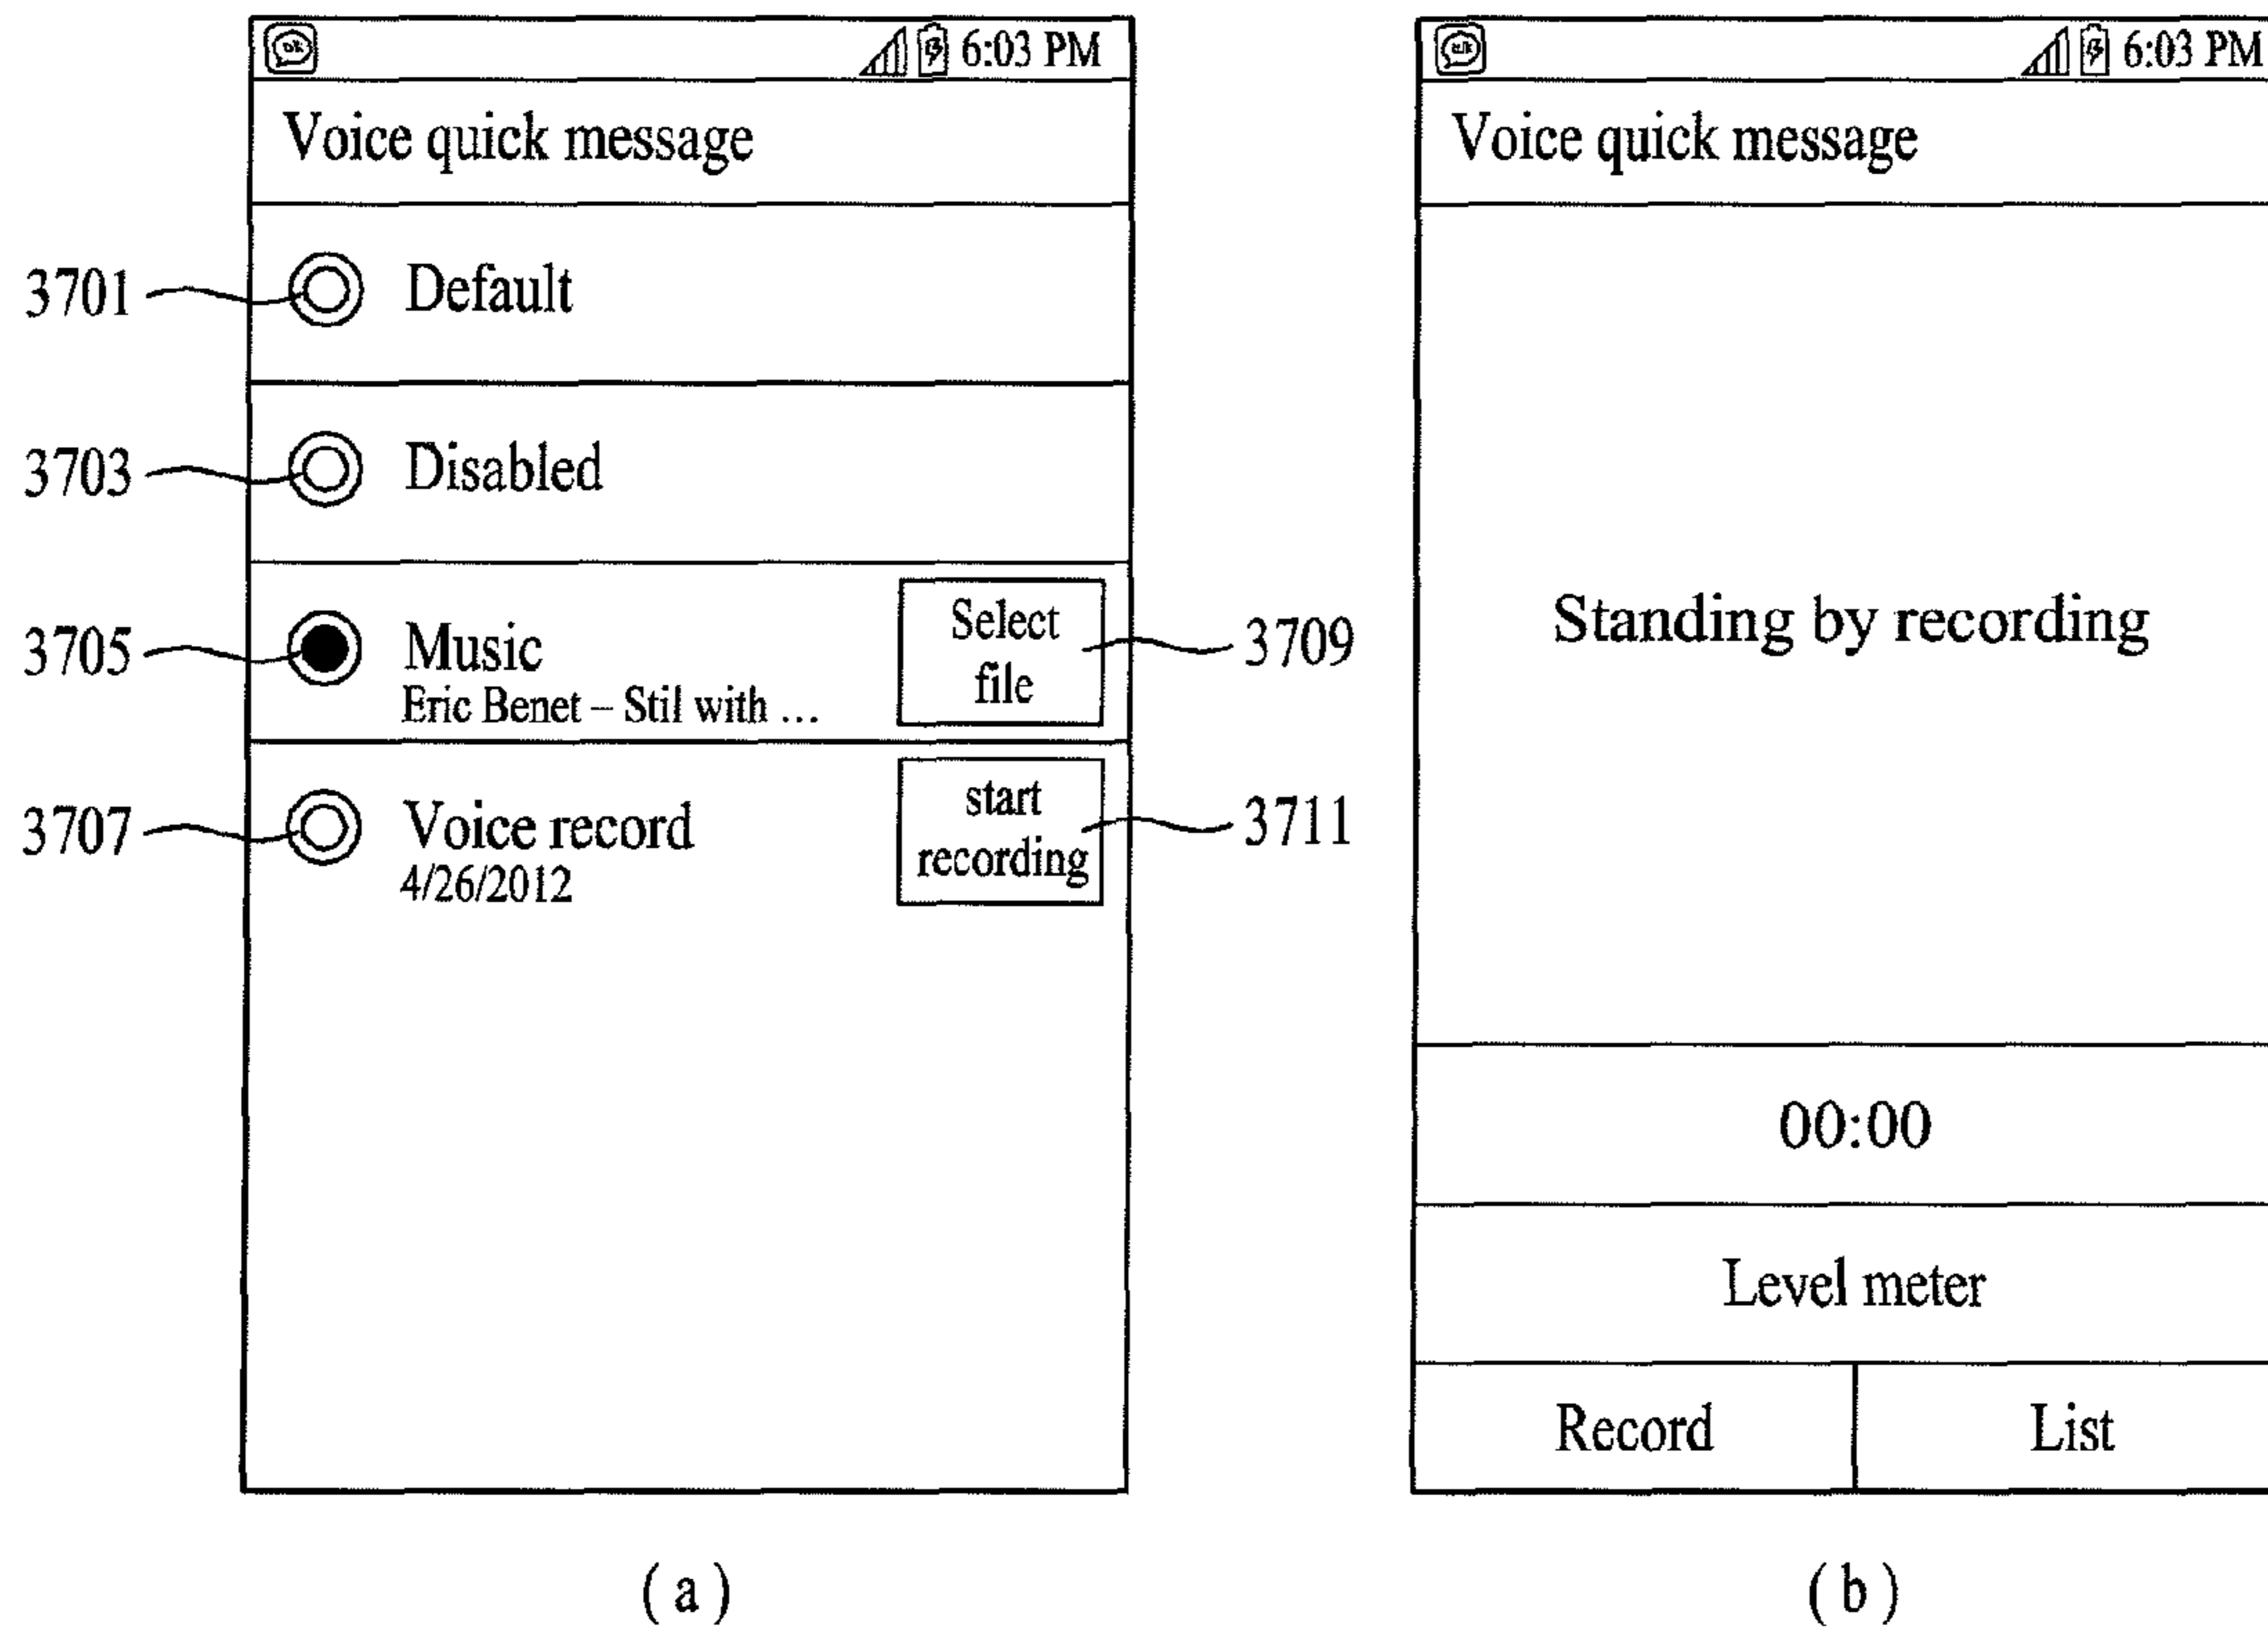 6:03 PM
Voice quick message
3701
Default
3703
Disabled
3705
Music
Eric Benet – Stil with ...
Select
file
3709
3707
Voice record
4/26/2012
start
recording
3711
(a)
6:03 PM
Voice quick message
Standing by recording
00:00
Level meter
Record
List
(b)